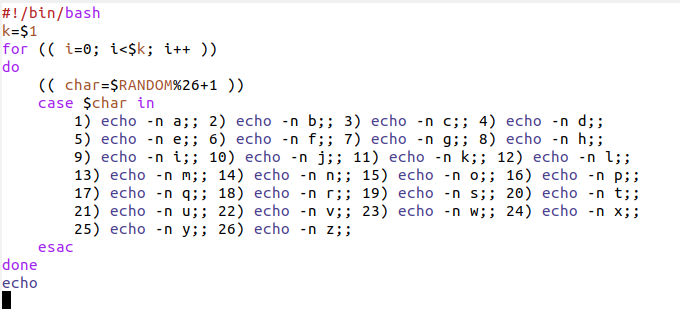 #!/bin/bash
k=$1
for (( i=0; i<$k; i++ ))
do
    (( char=$RANDOM%26+1 ))
    case $char in
        1) echo -n a;; 2) echo -n b;; 3) echo -n c;; 4) echo -n d;;
        5) echo -n e;; 6) echo -n f;; 7) echo -n g;; 8) echo -n h;;
        9) echo -n i;; 10) echo -n j;; 11) echo -n k;; 12) echo -n l;;
        13) echo -n m;; 14) echo -n n;; 15) echo -n o;; 16) echo -n p;;
        17) echo -n q;; 18) echo -n r;; 19) echo -n s;; 20) echo -n t;;
        21) echo -n u;; 22) echo -n v;; 23) echo -n w;; 24) echo -n x;;
        25) echo -n y;; 26) echo -n z;;
    esac
done
echo